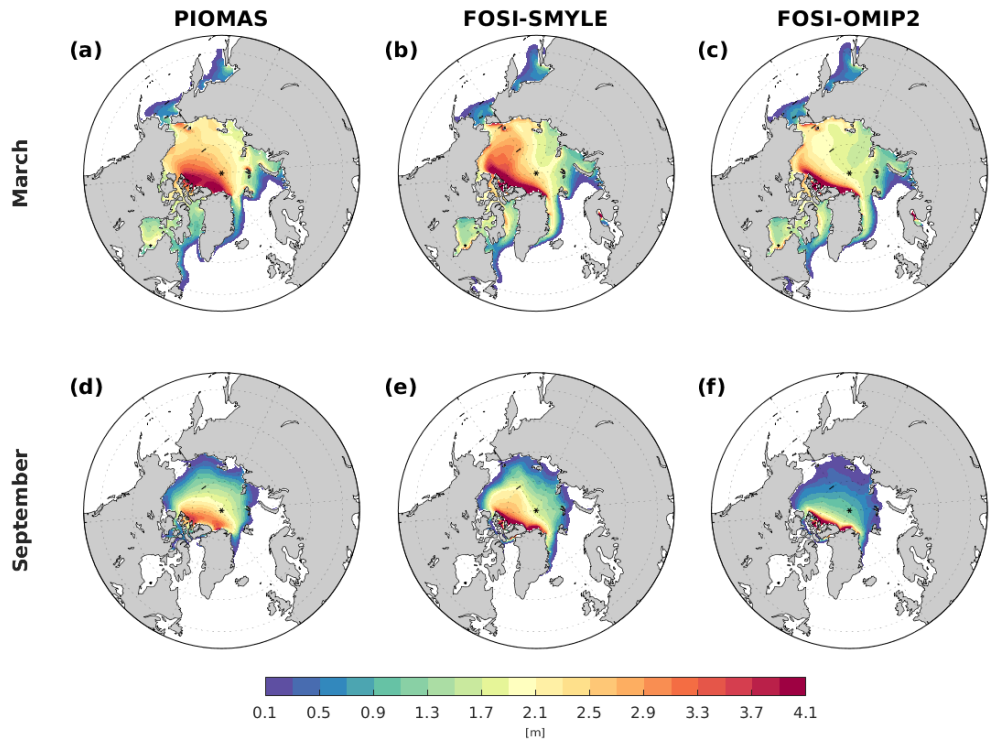 PIOMAS FOSI-SMYLE FOSI-OMIP2
(a) (b) (c)
March
(d) (e) (f)
September
0.1 0.5 0.9 1.3 1.7 2.1 2.5 2.9 3.3 3.7 4.1
[m]